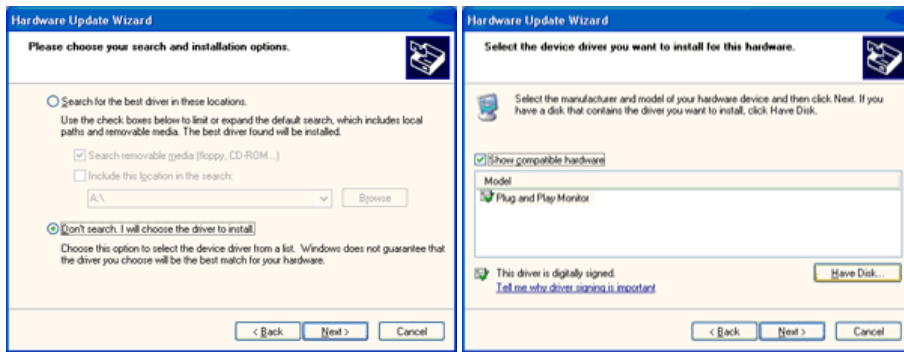 Hardware Update Wizard
Please choose your search and installation options.
Search for the best driver in these locations.
Use the check boxes below to limit or expand the default search, which includes local
paths and removable media. The best driver found will be installed.
Search removable media (floppy, CD-ROM...)
Include this location in the search:
A:\
Browse
Don't search. I will choose the driver to install.
Choose this option to select the device driver from a list. Windows does not guarantee that
the driver you choose will be the best match for your hardware.
< Back
Next >
Cancel
Hardware Update Wizard
Select the device driver you want to install for this hardware.
Select the manufacturer and model of your hardware device and then click Next. If you
have a disk that contains the driver you want to install, click Have Disk.
Show compatible hardware
Model
Plug and Play Monitor
This driver is digitally signed.
Tell me why driver signing is important
Have Disk...
< Back
Next >
Cancel